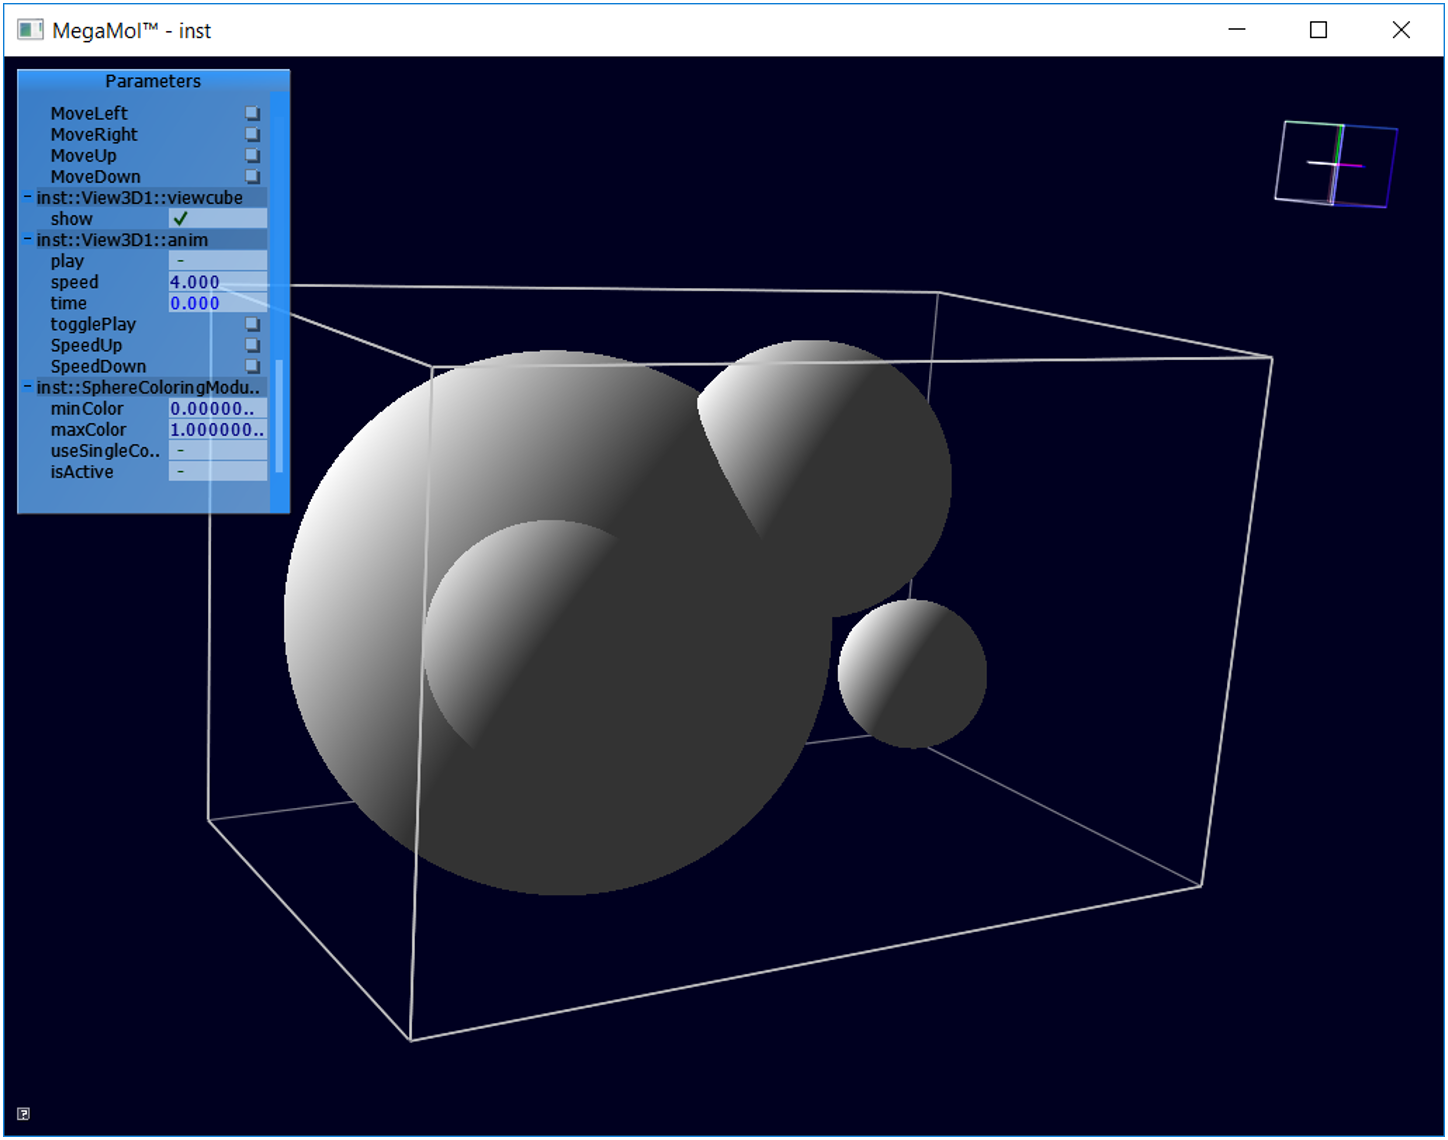 MegaMol™ - inst
Parameters
MoveLeft
MoveRight
MoveUp
MoveDown
- inst::View3D1::viewcube
show ✓
- inst::View3D1::anim
play -
speed 4.000
time 0.000
togglePlay
SpeedUp
SpeedDown
- inst::SphereColoringModu..
minColor 0.00000..
maxColor 1.000000..
useSingleCo.. -
isActive -
?